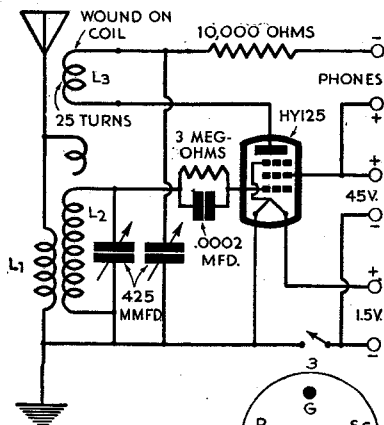 WOUND ON
COIL
10,000 OHMS
L3
25 TURNS
PHONES
HY125
3 MEG-
OHMS
L2
.0002
MFD.
45V.
L1
425
MMFD.
1.5V.
3
G